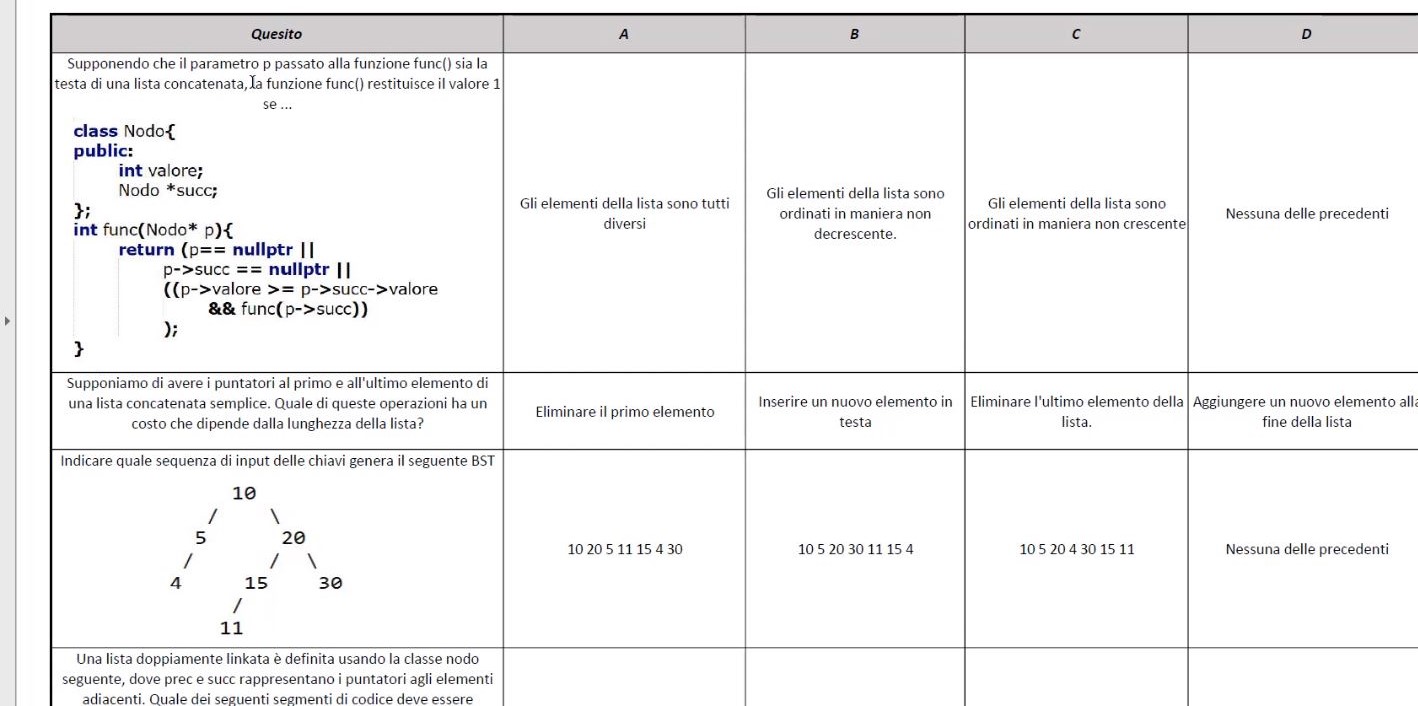 Quesito A B C D
Supponendo che il parametro p passato alla funzione func() sia la
testa di una lista concatenata, la funzione func() restituisce il valore 1
se ...
class Nodo{
public:
int valore;
Nodo *succ;
};
int func(Nodo* p){
return (p== nullptr ||
p->succ == nullptr ||
((p->valore >= p->succ->valore
&& func(p->succ))
);
}
Gli elementi della lista sono tutti
diversi
Gli elementi della lista sono
ordinati in maniera non
decrescente.
Gli elementi della lista sono
ordinati in maniera non crescente
Nessuna delle precedenti
Supponiamo di avere i puntatori al primo e all'ultimo elemento di
una lista concatenata semplice. Quale di queste operazioni ha un
costo che dipende dalla lunghezza della lista?
Eliminare il primo elemento
Inserire un nuovo elemento in
testa
Eliminare l'ultimo elemento della
lista.
Aggiungere un nuovo elemento alla
fine della lista
Indicare quale sequenza di input delle chiavi genera il seguente BST
10
5 20
4 15 30
11
10 20 5 11 15 4 30
10 5 20 30 11 15 4
10 5 20 4 30 15 11
Nessuna delle precedenti
Una lista doppiamente linkata è definita usando la classe nodo
seguente, dove prec e succ rappresentano i puntatori agli elementi
adiacenti. Quale dei seguenti segmenti di codice deve essere